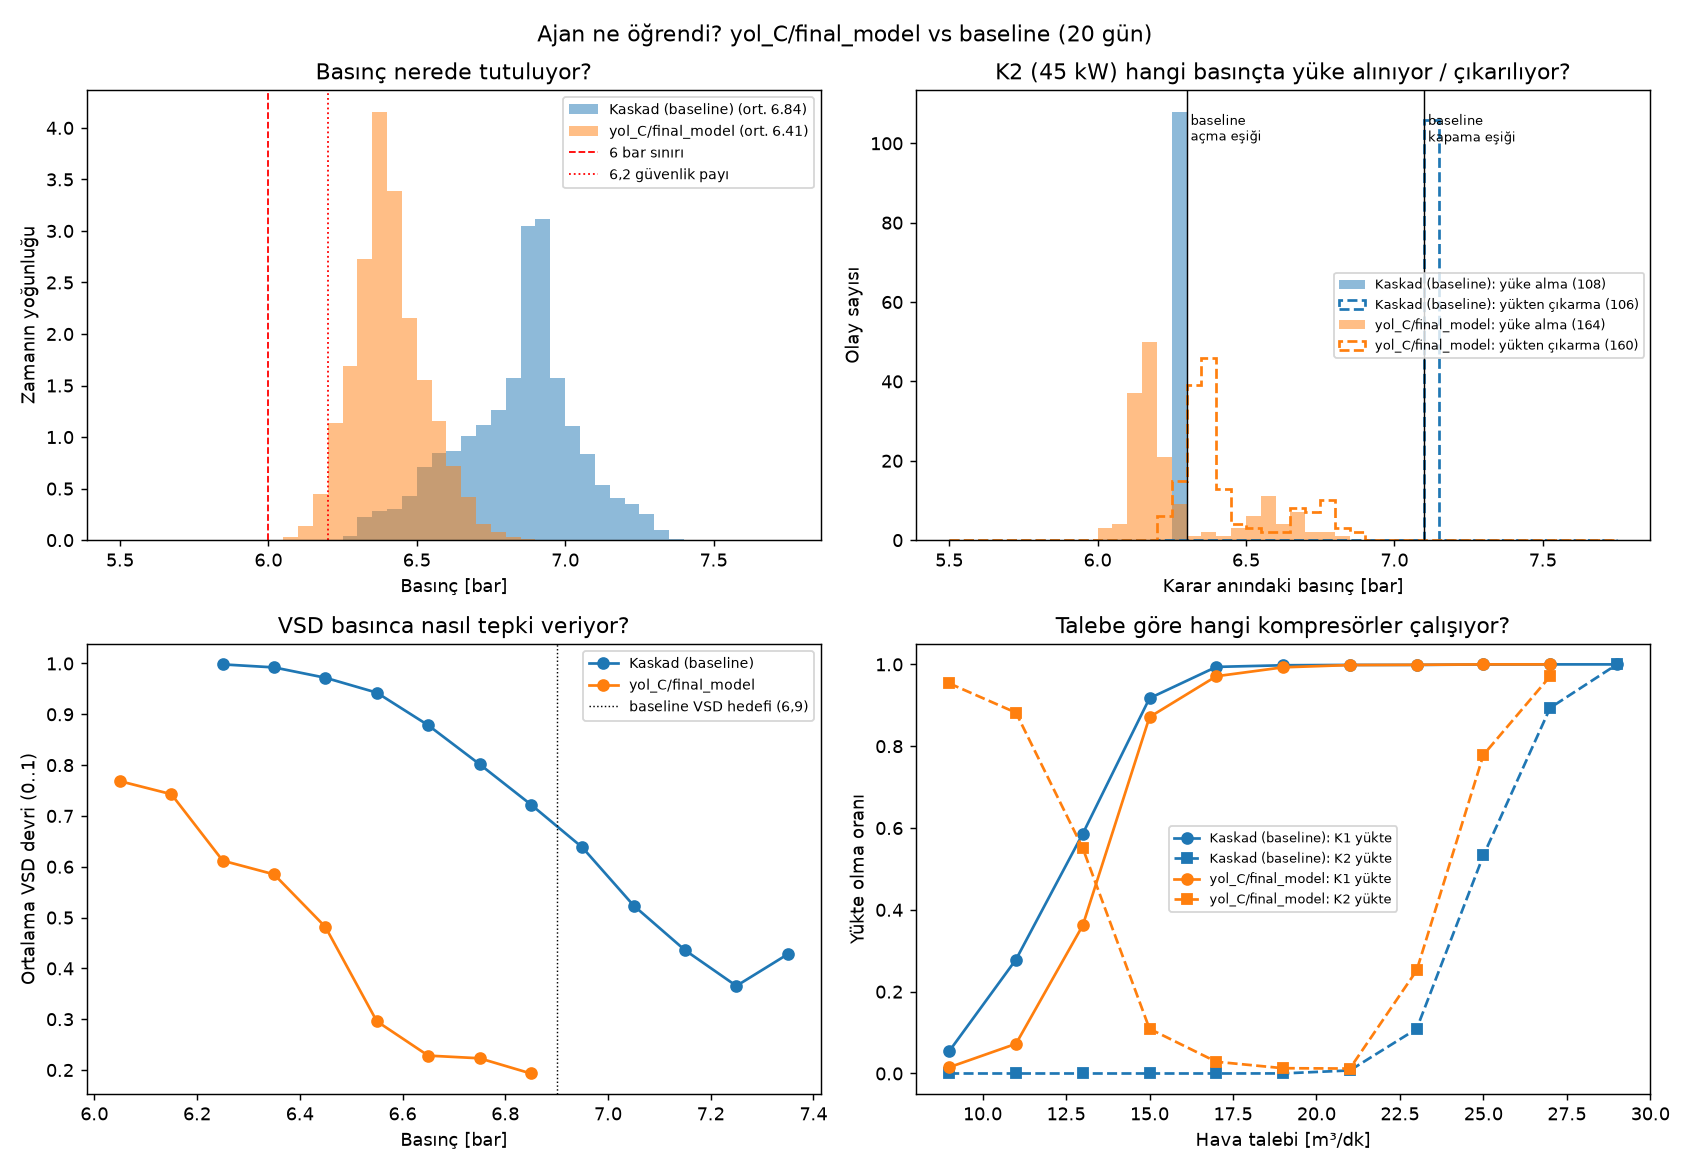 Ajan ne öğrendi? yol_C/final_model vs baseline (20 gün)
Basınç nerede tutuluyor?
Zamanın yoğunluğu
4.0
3.5
3.0
2.5
2.0
1.5
1.0
0.5
0.0
5.5
6.0
6.5
7.0
7.5
Basınç [bar]
Kaskad (baseline) (ort. 6.84)
yol_C/final_model (ort. 6.41)
6 bar sınırı
6,2 güvenlik payı
K2 (45 kW) hangi basınçta yüke alınıyor / çıkarılıyor?
Olay sayısı
100
80
60
40
20
0
5.5
6.0
6.5
7.0
7.5
Karar anındaki basınç [bar]
baseline
açma eşiği
baseline
kapama eşiği
Kaskad (baseline): yüke alma (108)
Kaskad (baseline): yükten çıkarma (106)
yol_C/final_model: yüke alma (164)
yol_C/final_model: yükten çıkarma (160)
VSD basınca nasıl tepki veriyor?
Ortalama VSD devri (0..1)
1.0
0.9
0.8
0.7
0.6
0.5
0.4
0.3
0.2
6.0
6.2
6.4
6.6
6.8
7.0
7.2
7.4
Basınç [bar]
Kaskad (baseline)
yol_C/final_model
baseline VSD hedefi (6,9)
Talebe göre hangi kompresörler çalışıyor?
Yükte olma oranı
1.0
0.8
0.6
0.4
0.2
0.0
10.0
12.5
15.0
17.5
20.0
22.5
25.0
27.5
30.0
Hava talebi [m³/dk]
Kaskad (baseline): K1 yükte
Kaskad (baseline): K2 yükte
yol_C/final_model: K1 yükte
yol_C/final_model: K2 yükte